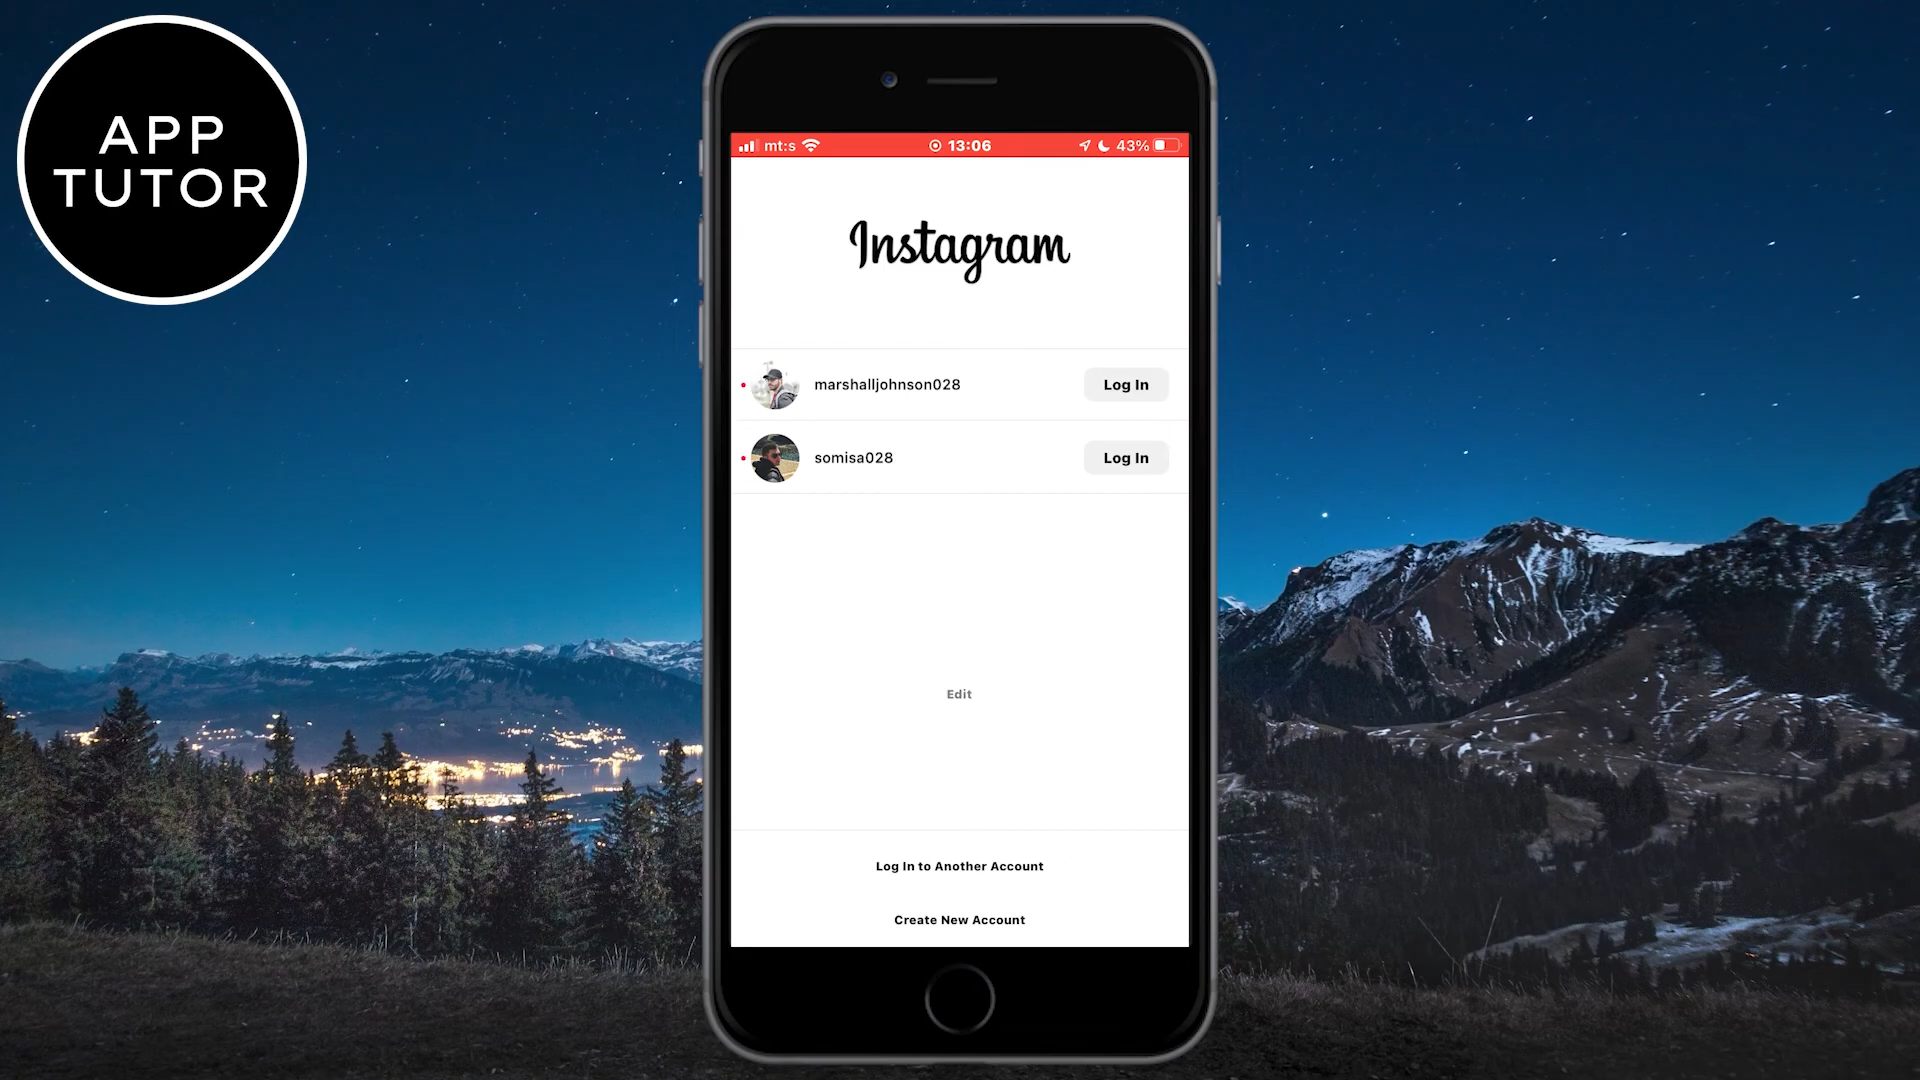 APP
TUTOR
mt:s 13:06 43%
Instagram
marshalljohnson028 Log In
somisa028 Log In
Edit
Log In to Another Account
Create New Account